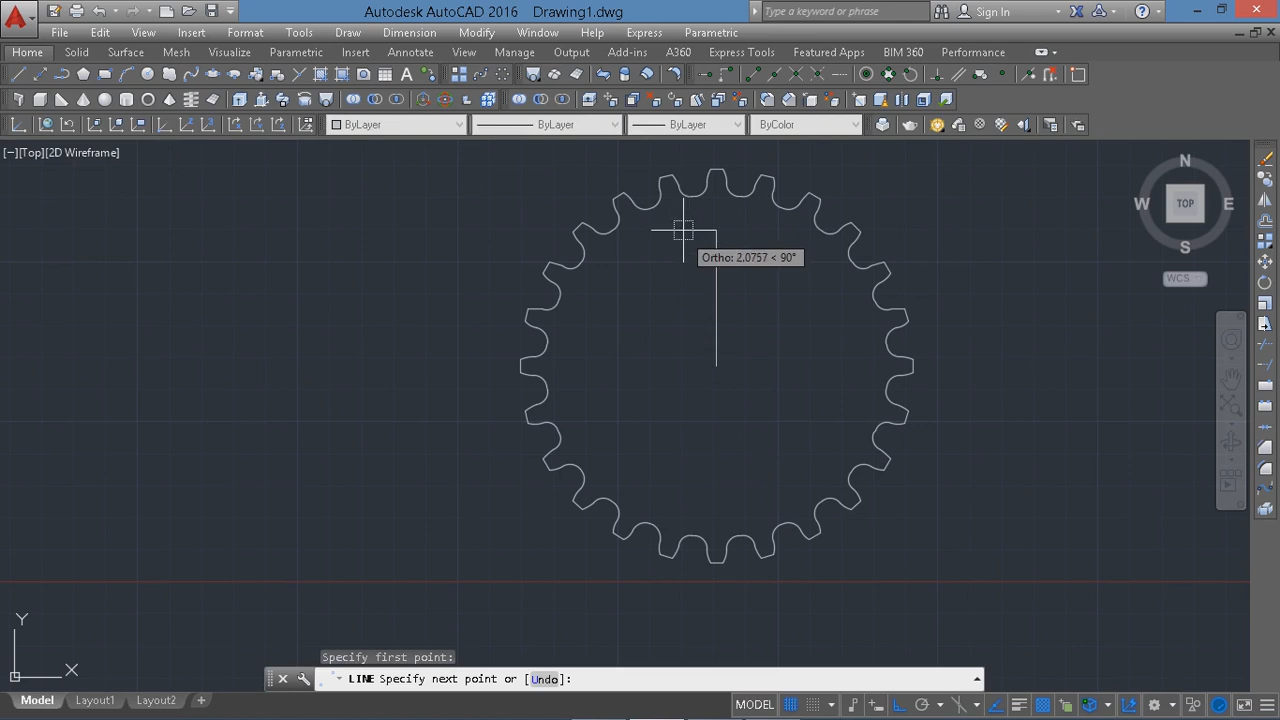 Autodesk AutoCAD 2016 Drawing1.dwg
Type a keyword or phrase
Sign In
File Edit View Insert Format Tools Draw Dimension Modify Window Help Express Parametric
Home Solid Surface Mesh Visualize Parametric Insert Annotate View Manage Output Add-ins A360 Express Tools Featured Apps BIM 360 Performance
ByLayer ByLayer ByLayer ByColor
[−][Top][2D Wireframe]
N
W TOP E
S
WCS
Ortho: 2.0757 < 90°
Y
X
Specify first point:
LINE Specify next point or [Undo]:
Model Layout1 Layout2 +
MODEL